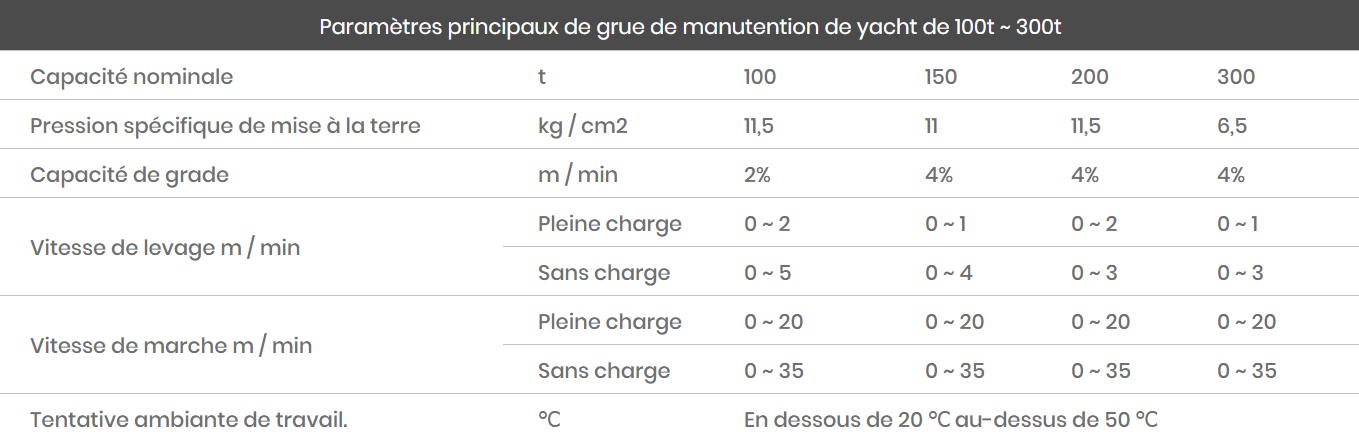 Paramètres principaux de grue de manutention de yacht de 100t ~ 300t
Capacité nominale t 100 150 200 300
Pression spécifique de mise à la terre kg / cm2 11,5 11 11,5 6,5
Capacité de grade m / min 2% 4% 4% 4%
Vitesse de levage m / min
Pleine charge 0 ~ 2 0 ~ 1 0 ~ 2 0 ~ 1
Sans charge 0 ~ 5 0 ~ 4 0 ~ 3 0 ~ 3
Vitesse de marche m / min
Pleine charge 0 ~ 20 0 ~ 20 0 ~ 20 0 ~ 20
Sans charge 0 ~ 35 0 ~ 35 0 ~ 35 0 ~ 35
Tentative ambiante de travail. ℃ En dessous de 20 ℃ au-dessus de 50 ℃